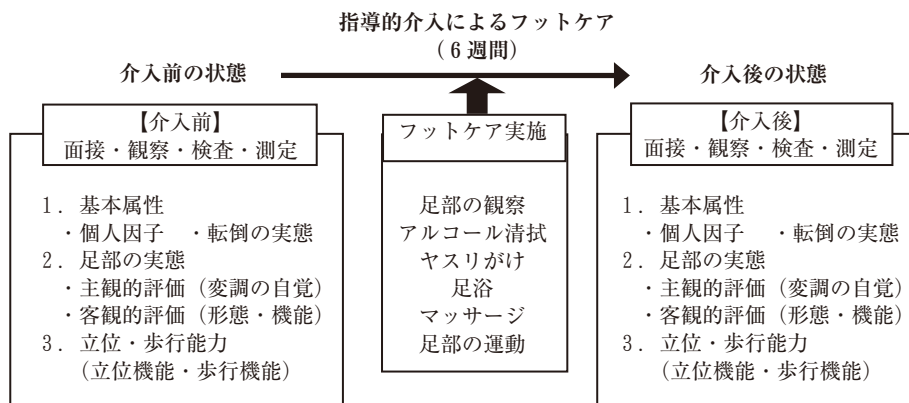 指導的介入によるフットケア
(6週間)
介入前の状態
介入後の状態
【介入前】
面接・観察・検査・測定
1．基本属性
・個人因子　・転倒の実態
2．足部の実態
・主観的評価（変調の自覚）
・客観的評価（形態・機能）
3．立位・歩行能力
（立位機能・歩行機能）
フットケア実施
足部の観察
アルコール清拭
ヤスリがけ
足浴
マッサージ
足部の運動
【介入後】
面接・観察・検査・測定
1．基本属性
・個人因子　・転倒の実態
2．足部の実態
・主観的評価（変調の自覚）
・客観的評価（形態・機能）
3．立位・歩行能力
（立位機能・歩行機能）